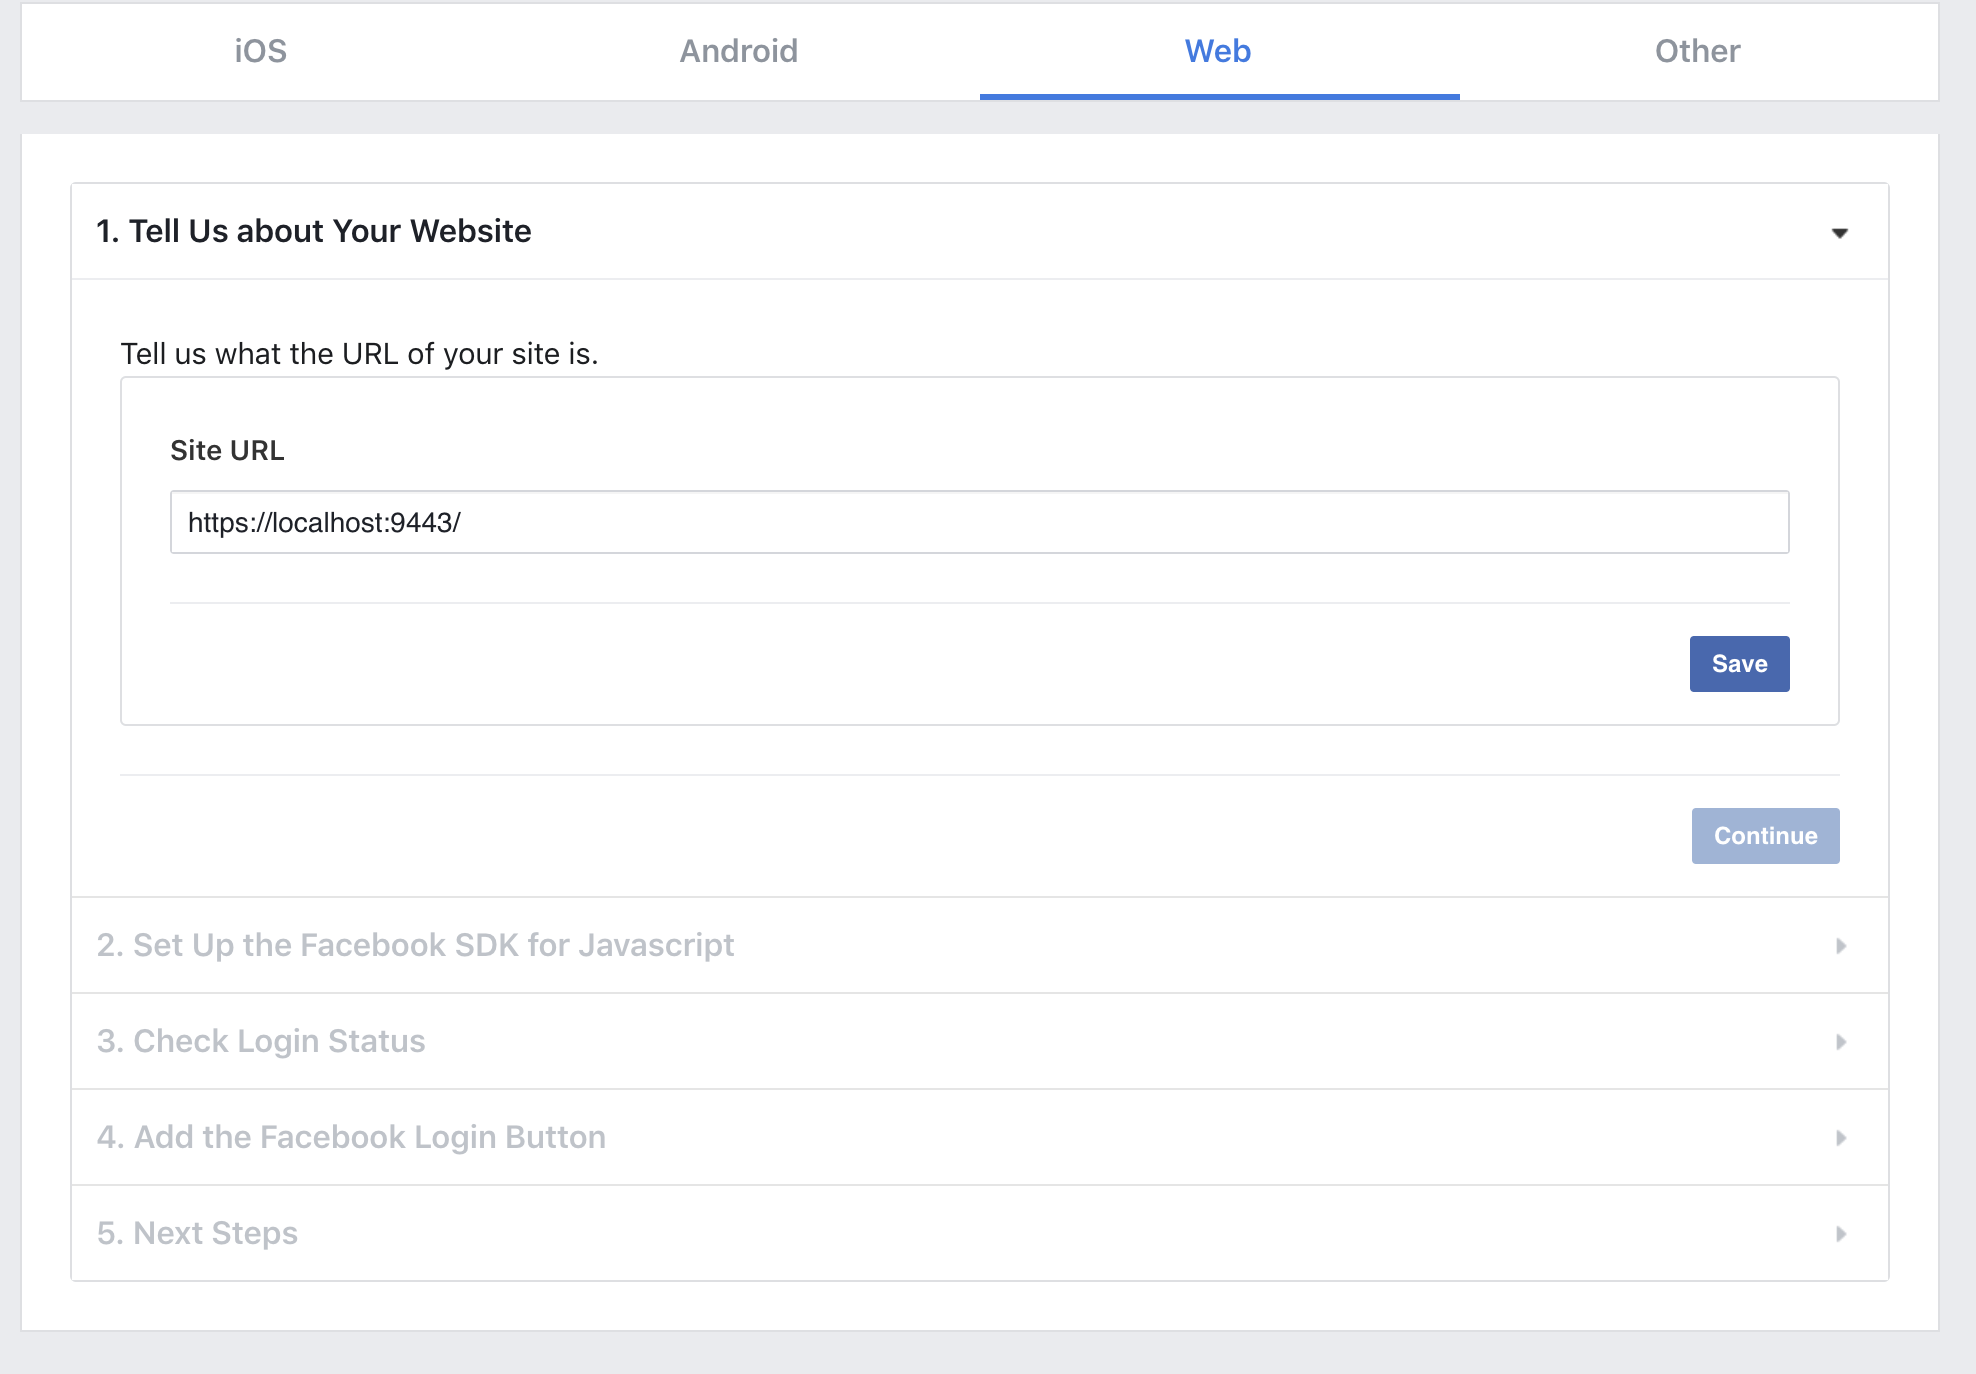 iOS Android Web Other
1. Tell Us about Your Website
Tell us what the URL of your site is.
Site URL
https://localhost:9443/
Save
Continue
2. Set Up the Facebook SDK for Javascript
3. Check Login Status
4. Add the Facebook Login Button
5. Next Steps